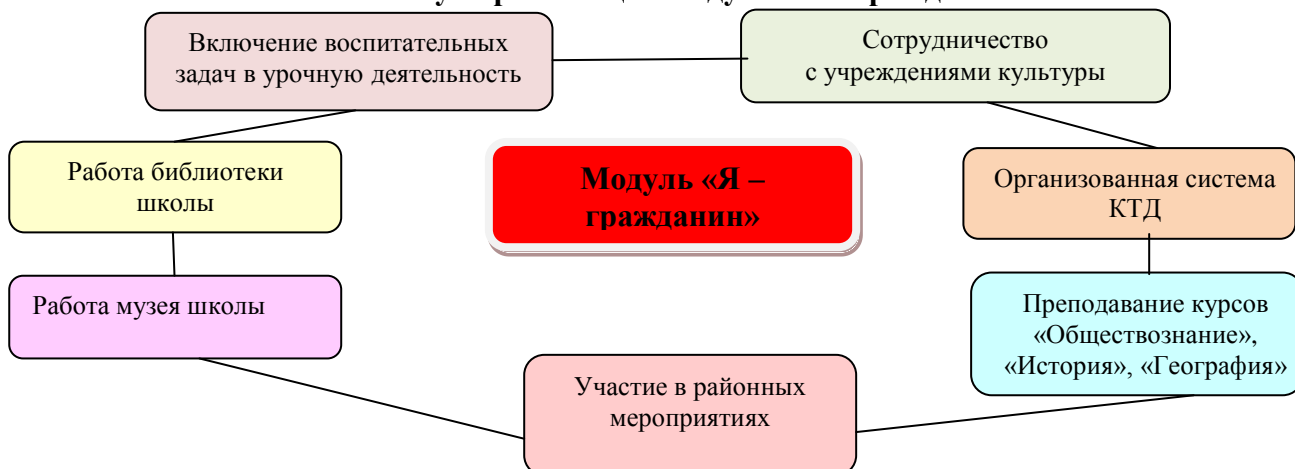 Включение воспитательных
задач в урочную деятельность
Сотрудничество
с учреждениями культуры
Работа библиотеки
школы
Модуль «Я –
гражданин»
Организованная система
КТД
Работа музея школы
Преподавание курсов
«Обществознание»,
«История», «География»
Участие в районных
мероприятиях